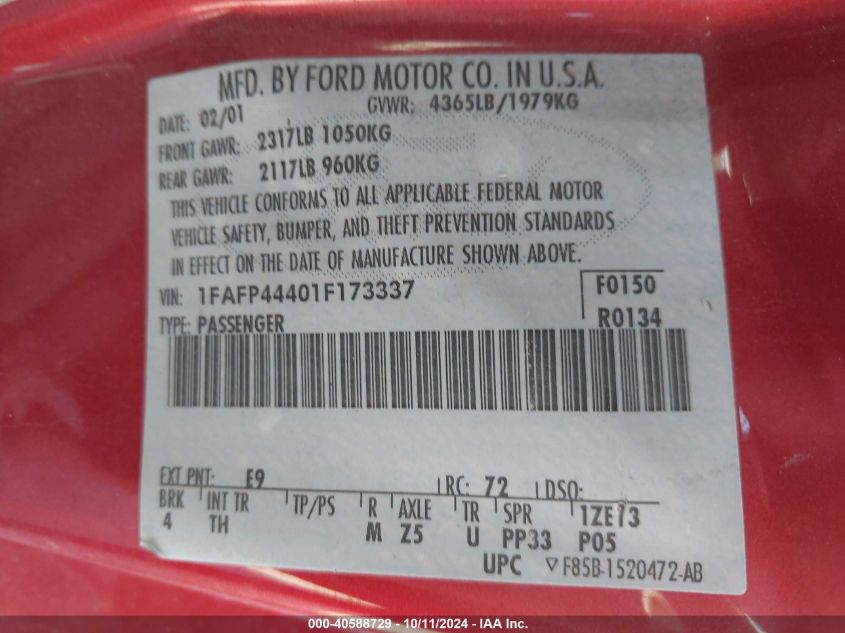 MFD. BY FORD MOTOR CO. IN U.S.A.
DATE: 02/01 GVWR: 4365LB/1979KG
FRONT GAWR: 2317LB 1050KG
REAR GAWR: 2117LB 960KG
THIS VEHICLE CONFORMS TO ALL APPLICABLE FEDERAL MOTOR
VEHICLE SAFETY, BUMPER, AND THEFT PREVENTION STANDARDS
IN EFFECT ON THE DATE OF MANUFACTURE SHOWN ABOVE.
VIN: 1FAFP44401F173337 F0150
TYPE: PASSENGER R0134
EXT PNT: E9 RC: 72 DSO:
BRK INT TR TP/PS R AXLE TR SPR 1ZE73
4 TH M Z5 U PP33 P05
UPC ▽F85B-1520472-AB
000-40588729 - 10/11/2024 - IAA Inc.